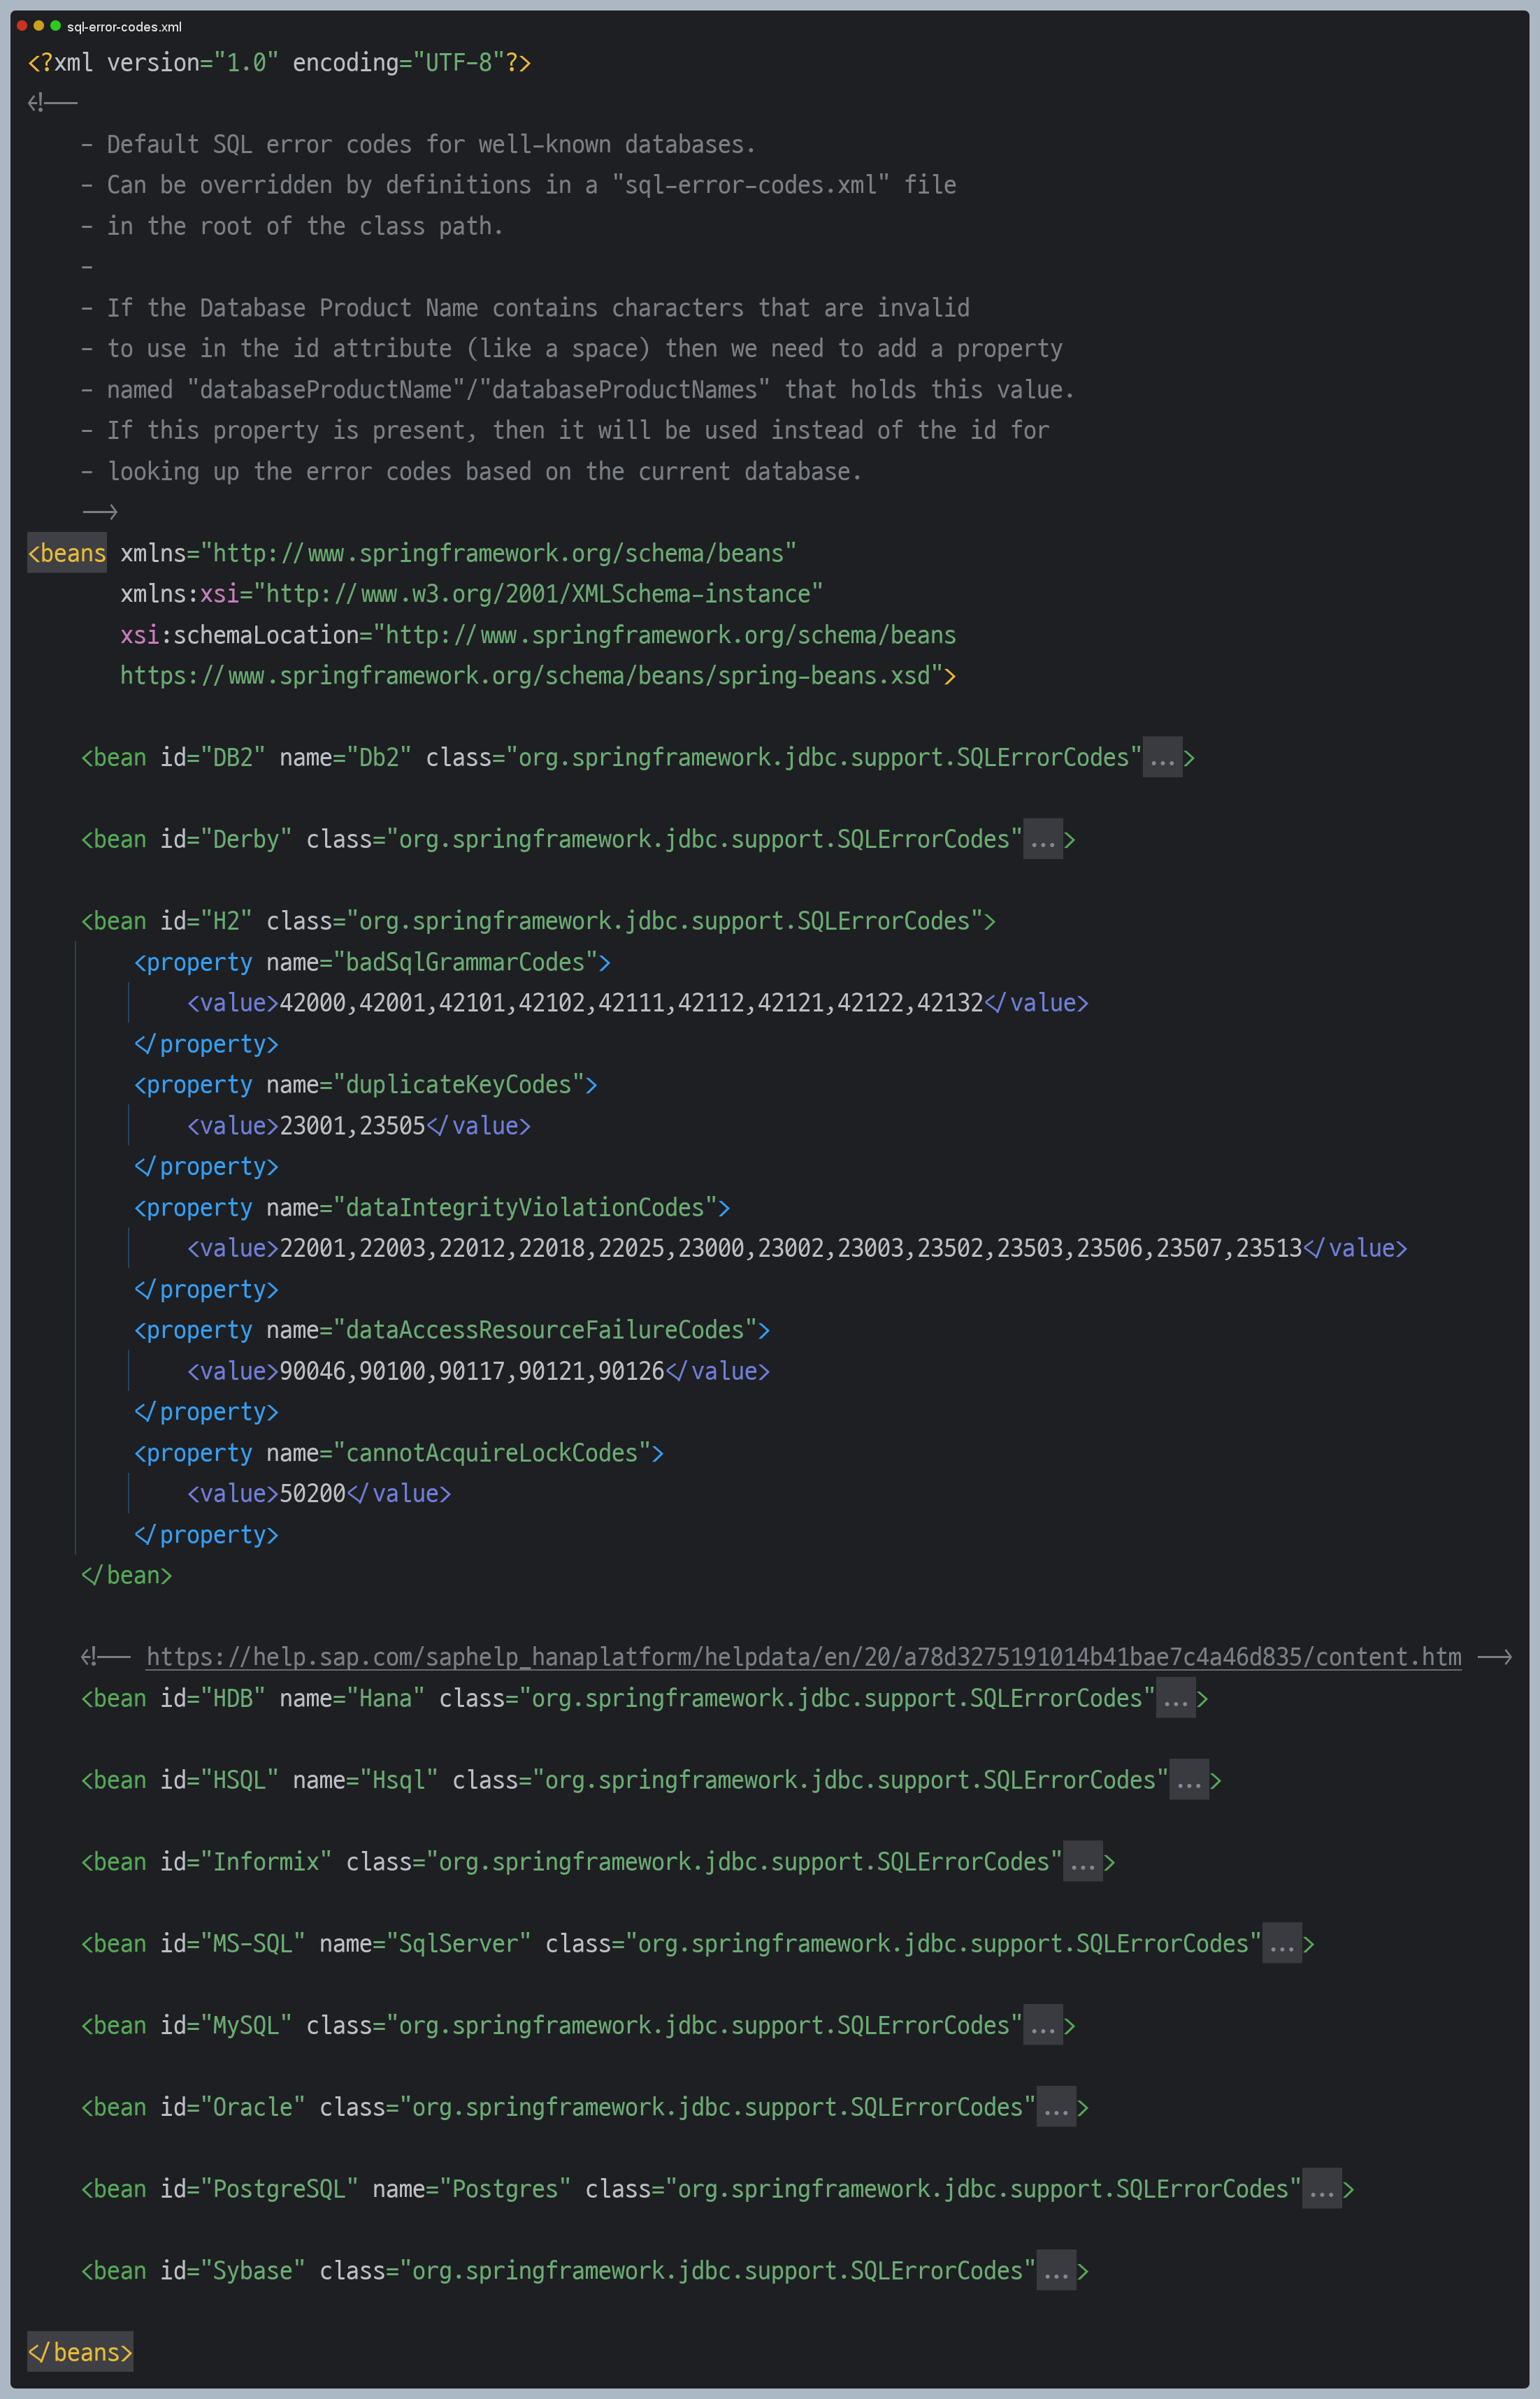 sql-error-codes.xml
<?xml version="1.0" encoding="UTF-8"?>
<!--
    - Default SQL error codes for well-known databases.
    - Can be overridden by definitions in a "sql-error-codes.xml" file
    - in the root of the class path.
    -
    - If the Database Product Name contains characters that are invalid
    - to use in the id attribute (like a space) then we need to add a property
    - named "databaseProductName"/"databaseProductNames" that holds this value.
    - If this property is present, then it will be used instead of the id for
    - looking up the error codes based on the current database.
    -->
<beans xmlns="http://www.springframework.org/schema/beans"
       xmlns:xsi="http://www.w3.org/2001/XMLSchema-instance"
       xsi:schemaLocation="http://www.springframework.org/schema/beans
       https://www.springframework.org/schema/beans/spring-beans.xsd">

    <bean id="DB2" name="Db2" class="org.springframework.jdbc.support.SQLErrorCodes"...>

    <bean id="Derby" class="org.springframework.jdbc.support.SQLErrorCodes"...>

    <bean id="H2" class="org.springframework.jdbc.support.SQLErrorCodes">
        <property name="badSqlGrammarCodes">
            <value>42000,42001,42101,42102,42111,42112,42121,42122,42132</value>
        </property>
        <property name="duplicateKeyCodes">
            <value>23001,23505</value>
        </property>
        <property name="dataIntegrityViolationCodes">
            <value>22001,22003,22012,22018,22025,23000,23002,23003,23502,23503,23506,23507,23513</value>
        </property>
        <property name="dataAccessResourceFailureCodes">
            <value>90046,90100,90117,90121,90126</value>
        </property>
        <property name="cannotAcquireLockCodes">
            <value>50200</value>
        </property>
    </bean>

    <!-- https://help.sap.com/saphelp_hanaplatform/helpdata/en/20/a78d3275191014b41bae7c4a46d835/content.htm -->
    <bean id="HDB" name="Hana" class="org.springframework.jdbc.support.SQLErrorCodes"...>

    <bean id="HSQL" name="Hsql" class="org.springframework.jdbc.support.SQLErrorCodes"...>

    <bean id="Informix" class="org.springframework.jdbc.support.SQLErrorCodes"...>

    <bean id="MS-SQL" name="SqlServer" class="org.springframework.jdbc.support.SQLErrorCodes"...>

    <bean id="MySQL" class="org.springframework.jdbc.support.SQLErrorCodes"...>

    <bean id="Oracle" class="org.springframework.jdbc.support.SQLErrorCodes"...>

    <bean id="PostgreSQL" name="Postgres" class="org.springframework.jdbc.support.SQLErrorCodes"...>

    <bean id="Sybase" class="org.springframework.jdbc.support.SQLErrorCodes"...>

</beans>